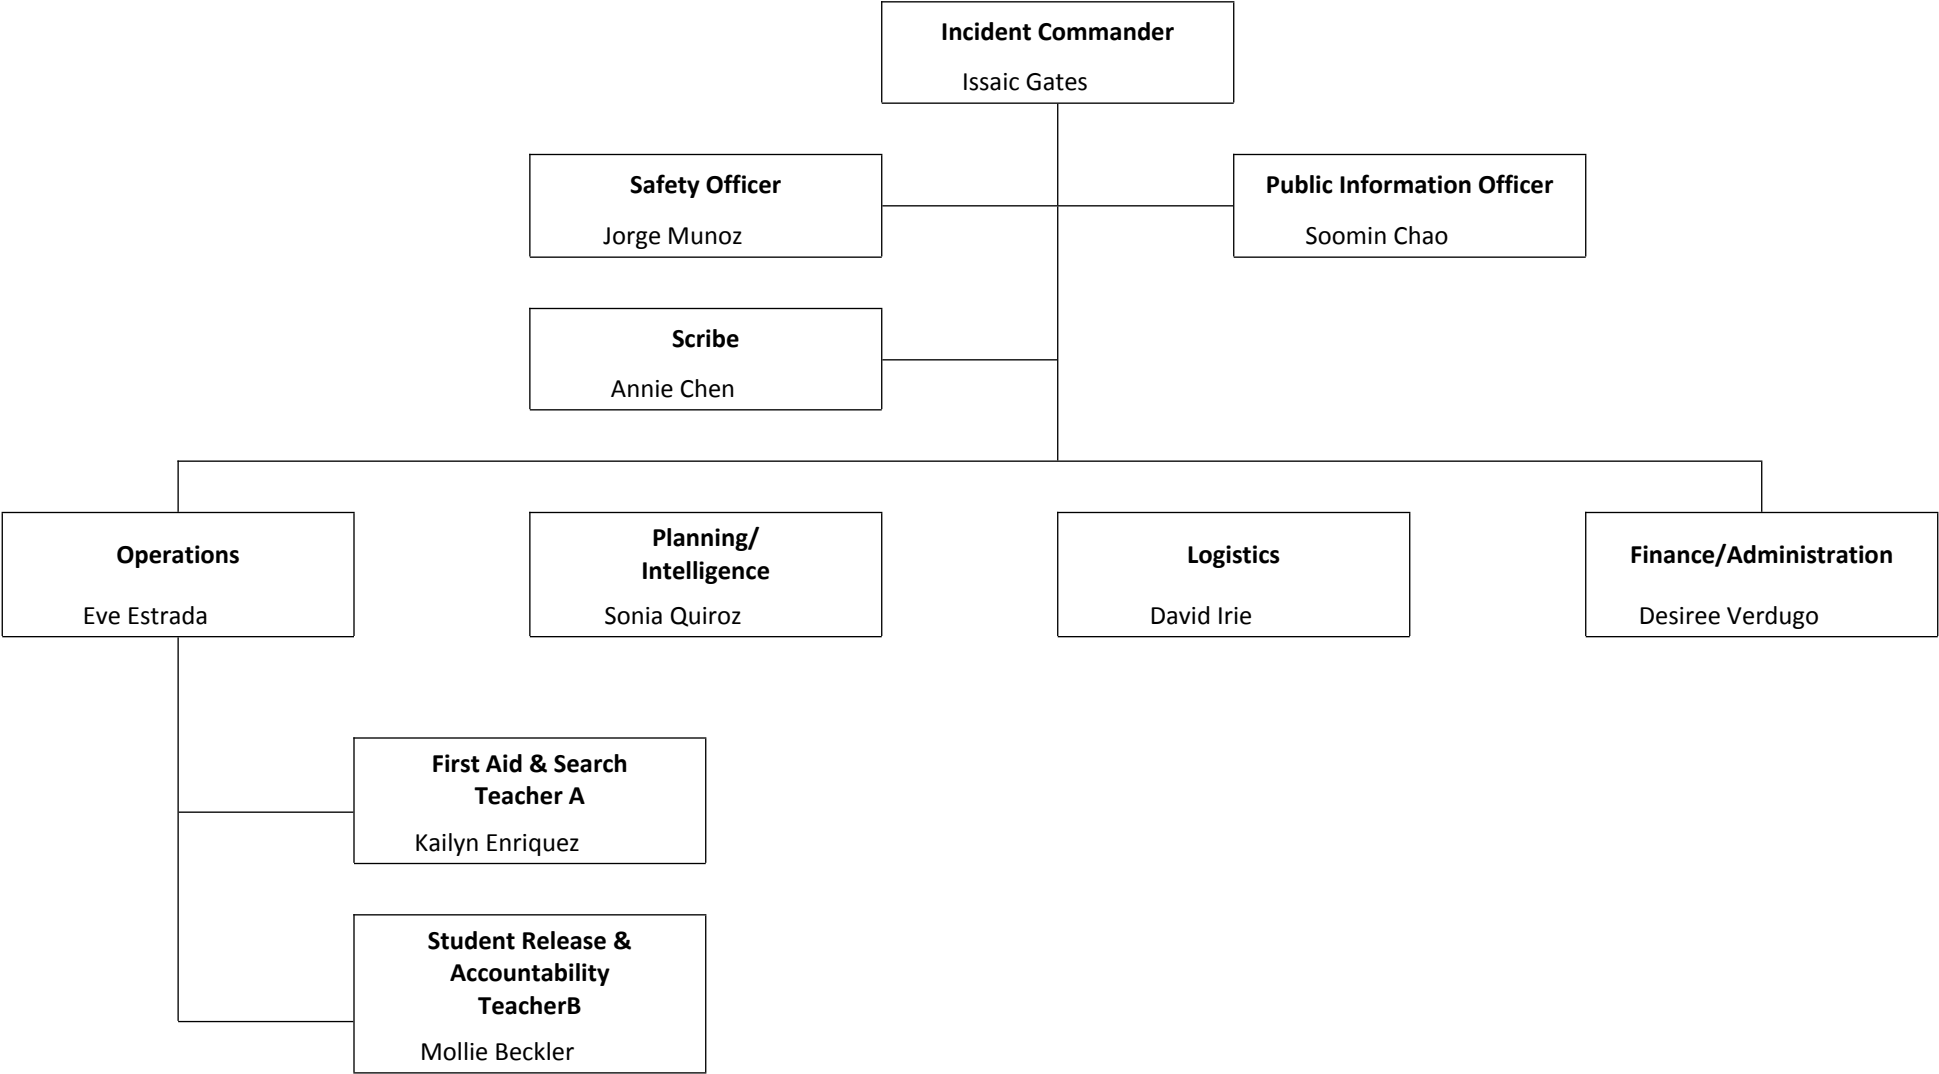 Incident Commander
Issaic Gates
Safety Officer
Jorge Munoz
Public Information Officer
Soomin Chao
Scribe
Annie Chen
Operations
Eve Estrada
Planning/
Intelligence
Sonia Quiroz
Logistics
David Irie
Finance/Administration
Desiree Verdugo
First Aid & Search
Teacher A
Kailyn Enriquez
Student Release &
Accountability
TeacherB
Mollie Beckler